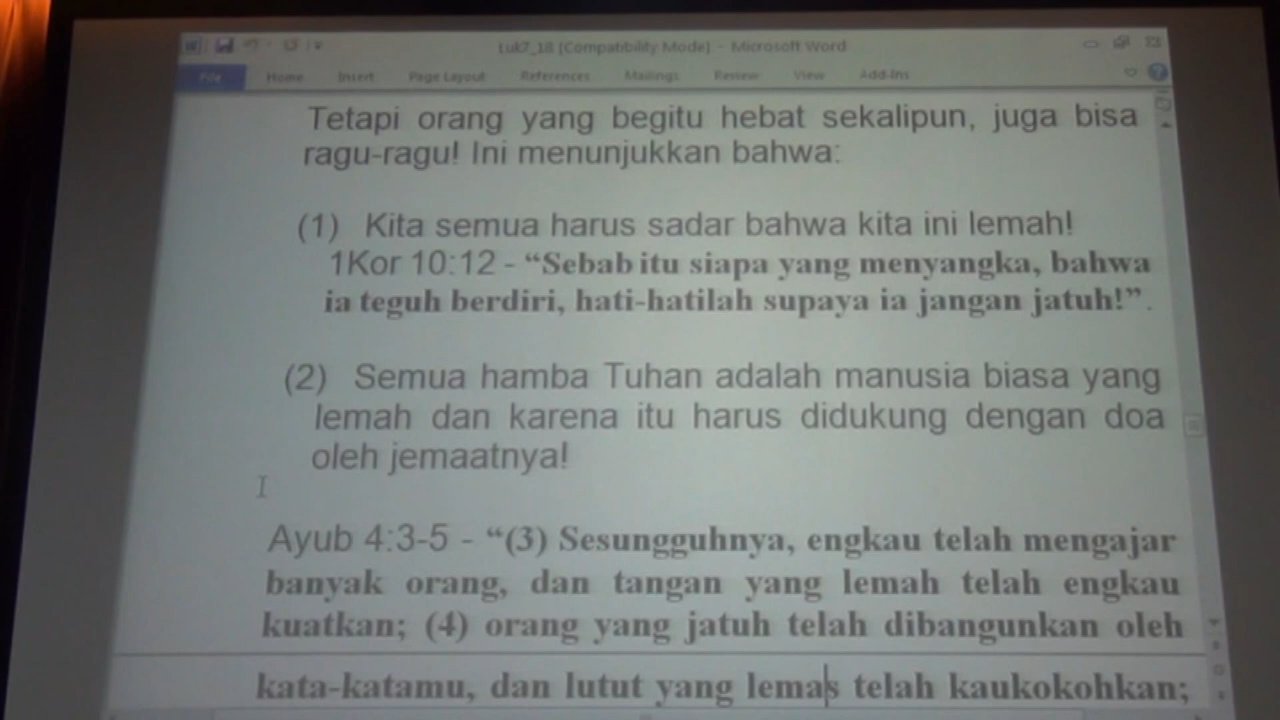 Luk7_18 [Compatibility Mode] - Microsoft Word
File Home Insert Page Layout References Mailings Review View Add-Ins
Tetapi orang yang begitu hebat sekalipun, juga bisa
ragu-ragu! Ini menunjukkan bahwa:
(1) Kita semua harus sadar bahwa kita ini lemah!
1Kor 10:12 - “Sebab itu siapa yang menyangka, bahwa
ia teguh berdiri, hati-hatilah supaya ia jangan jatuh!”.
(2) Semua hamba Tuhan adalah manusia biasa yang
lemah dan karena itu harus didukung dengan doa
oleh jemaatnya!
Ayub 4:3-5 - “(3) Sesungguhnya, engkau telah mengajar
banyak orang, dan tangan yang lemah telah engkau
kuatkan; (4) orang yang jatuh telah dibangunkan oleh
kata-katamu, dan lutut yang lemas telah kaukokohkan;